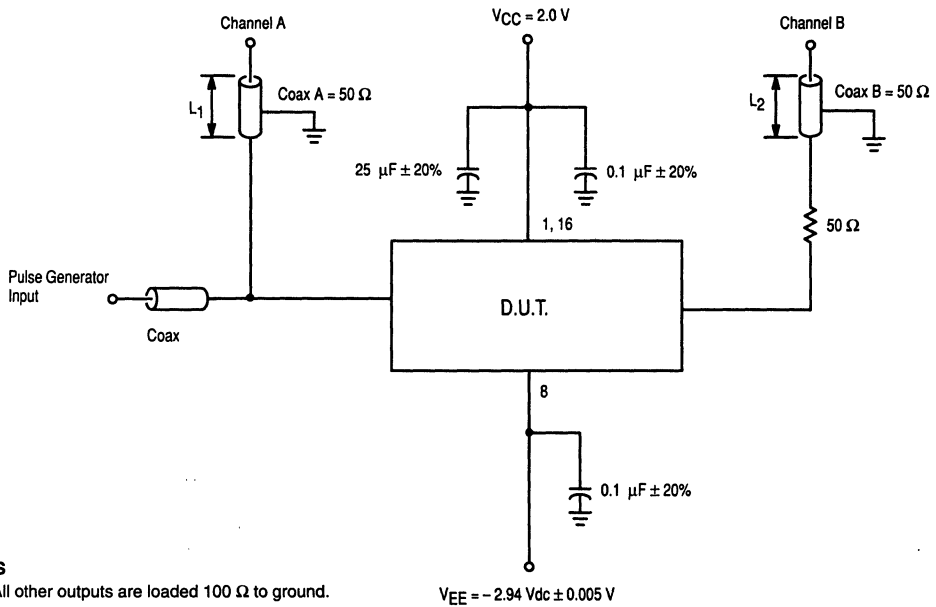 Channel A
VCC = 2.0 V
Channel B
L1
Coax A = 50 Ω
L2
Coax B = 50 Ω
25 μF ± 20%
0.1 μF ± 20%
1, 16
50 Ω
Pulse Generator
Input
D.U.T.
Coax
8
0.1 μF ± 20%
S
All other outputs are loaded 100 Ω to ground.
VEE = – 2.94 Vdc ± 0.005 V